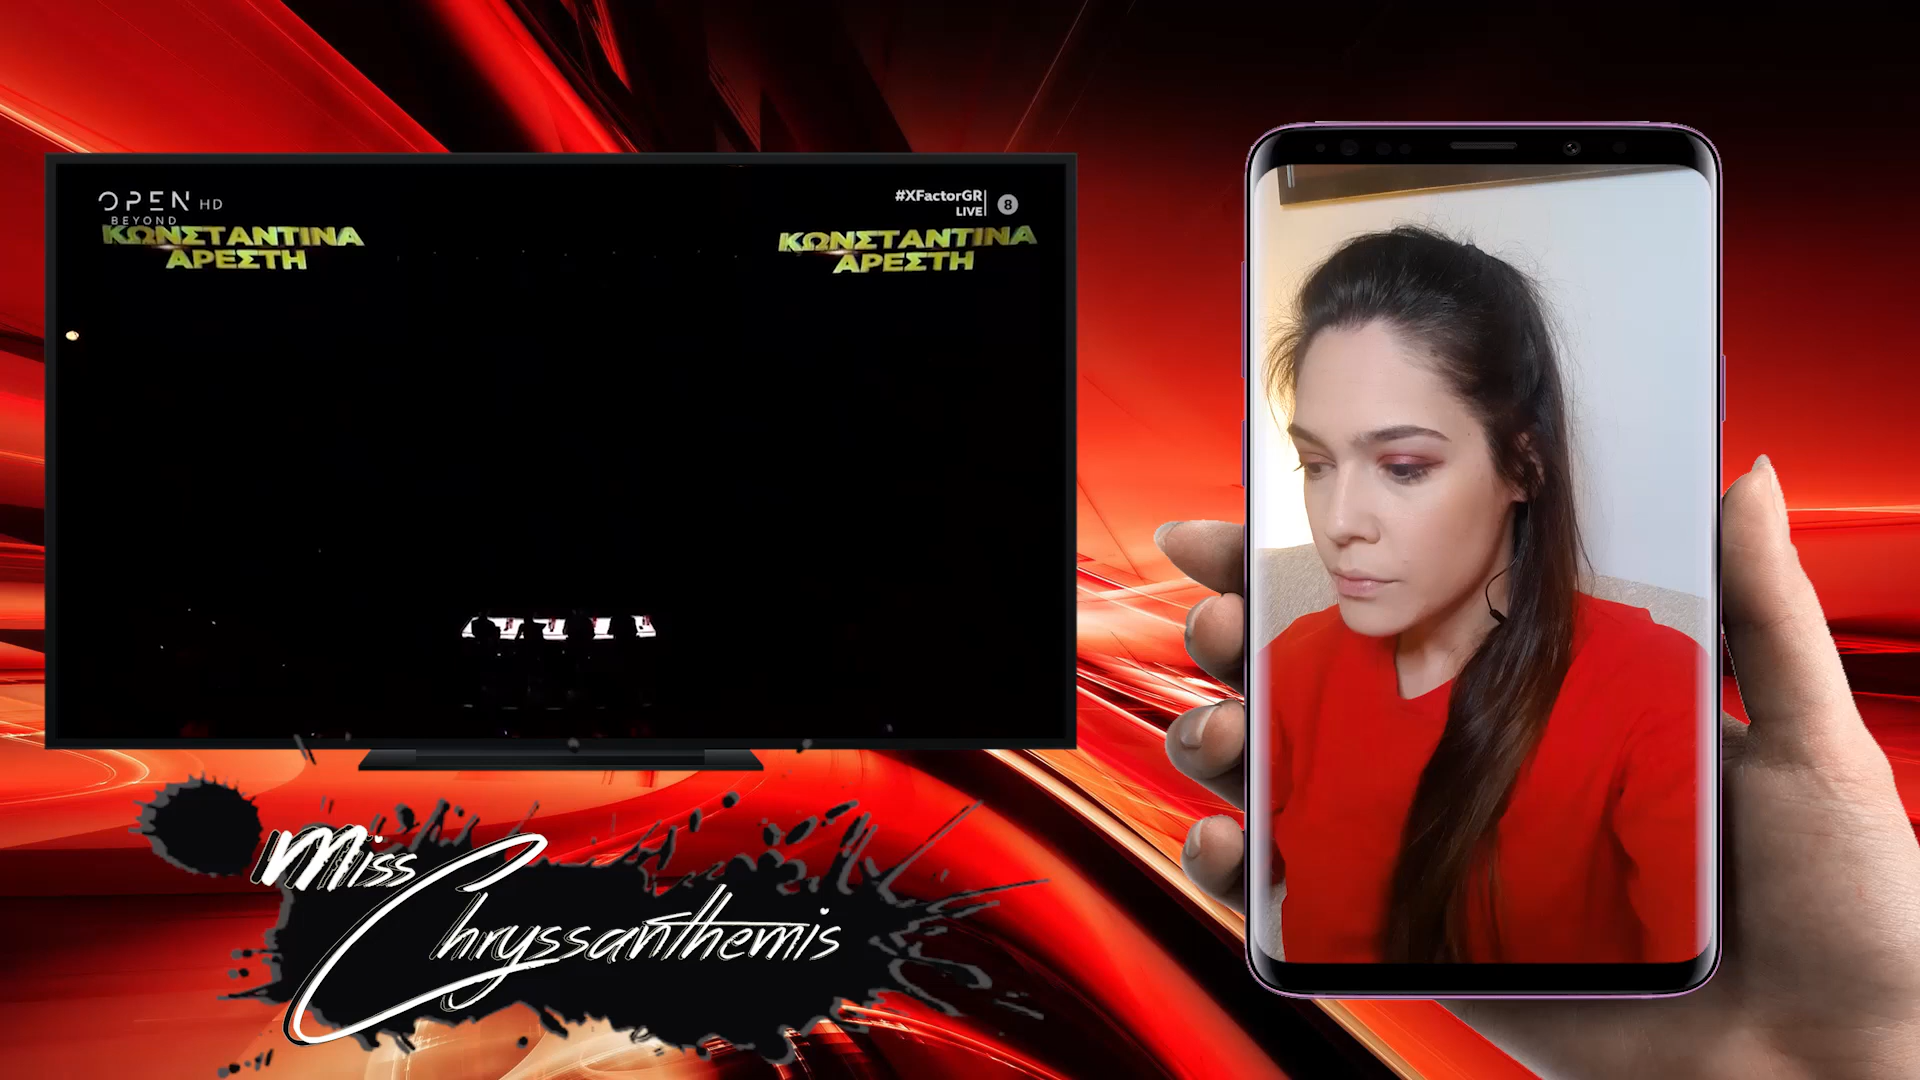 OPEN HD
BEYOND
#XFactorGR
LIVE
8
ΚΩΝΣΤΑΝΤΙΝΑ
ΑΡΕΣΤΗ
ΚΩΝΣΤΑΝΤΙΝΑ
ΑΡΕΣΤΗ
Miss
Chryssanthemis